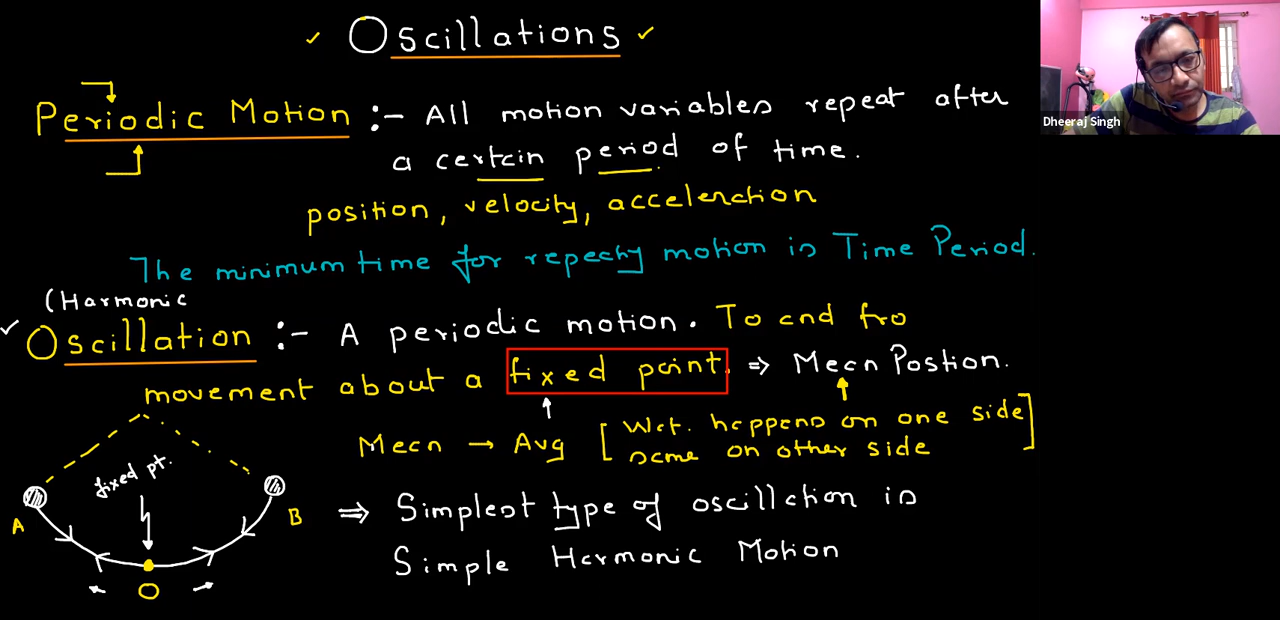 Oscillations
Periodic Motion :- All motion variables repeat after
a certain period of time.
position, velocity, acceleration
The minimum time for repeating motion is Time Period.
(Harmonic
Oscillation :- A periodic motion. To and fro
movement about a fixed point. ⇒ Mean Postion.
Mean → Avg [Wat. happens on one side
same on other side]
fixed pt.
A
B
O
⇒ Simplest type of oscillation is
Simple Harmonic Motion
Dheeraj Singh